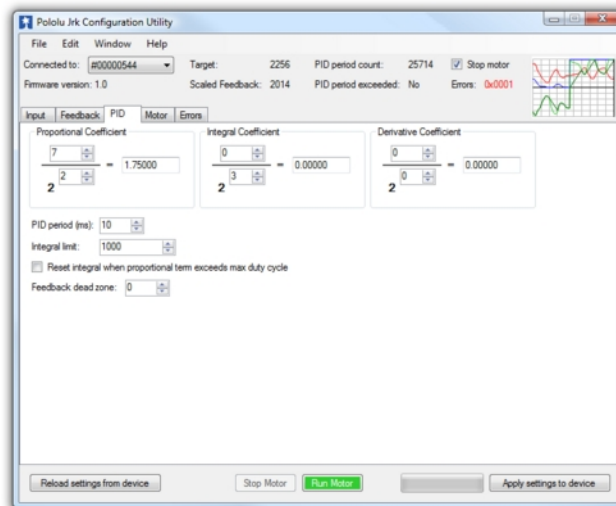 Pololu Jrk Configuration Utility
File Edit Window Help
Connected to: #00000544 Target: 2256 PID period count: 25714 Stop motor
Firmware version: 1.0 Scaled Feedback: 2014 PID period exceeded: No Errors: 0x0001
Input Feedback PID Motor Errors
Proportional Coefficient Integral Coefficient Derivative Coefficient
7 0 0
= 1.75000 = 0.00000 = 0.00000
2 2 2 3 2 0
PID period (ms): 10
Integral limit: 1000
Reset integral when proportional term exceeds max duty cycle
Feedback dead zone: 0
Reload settings from device Stop Motor Run Motor Apply settings to device